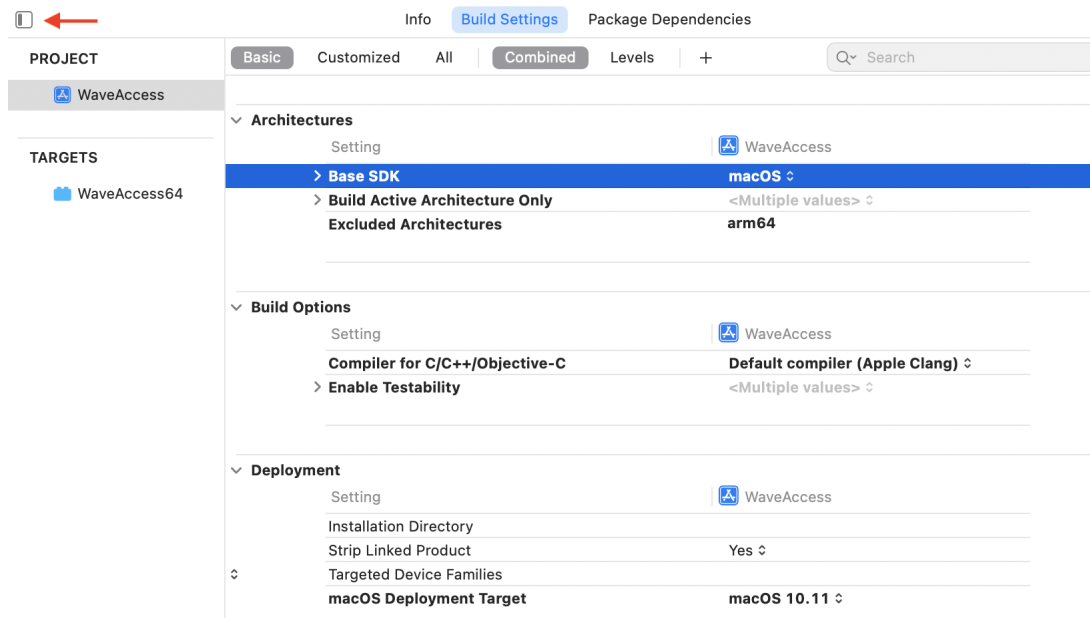 Info Build Settings Package Dependencies
PROJECT
WaveAccess
TARGETS
WaveAccess64
Basic Customized All Combined Levels + Search
Architectures
Setting WaveAccess
Base SDK macOS
Build Active Architecture Only <Multiple values>
Excluded Architectures arm64
Build Options
Setting WaveAccess
Compiler for C/C++/Objective-C Default compiler (Apple Clang)
Enable Testability <Multiple values>
Deployment
Setting WaveAccess
Installation Directory
Strip Linked Product Yes
Targeted Device Families
macOS Deployment Target macOS 10.11